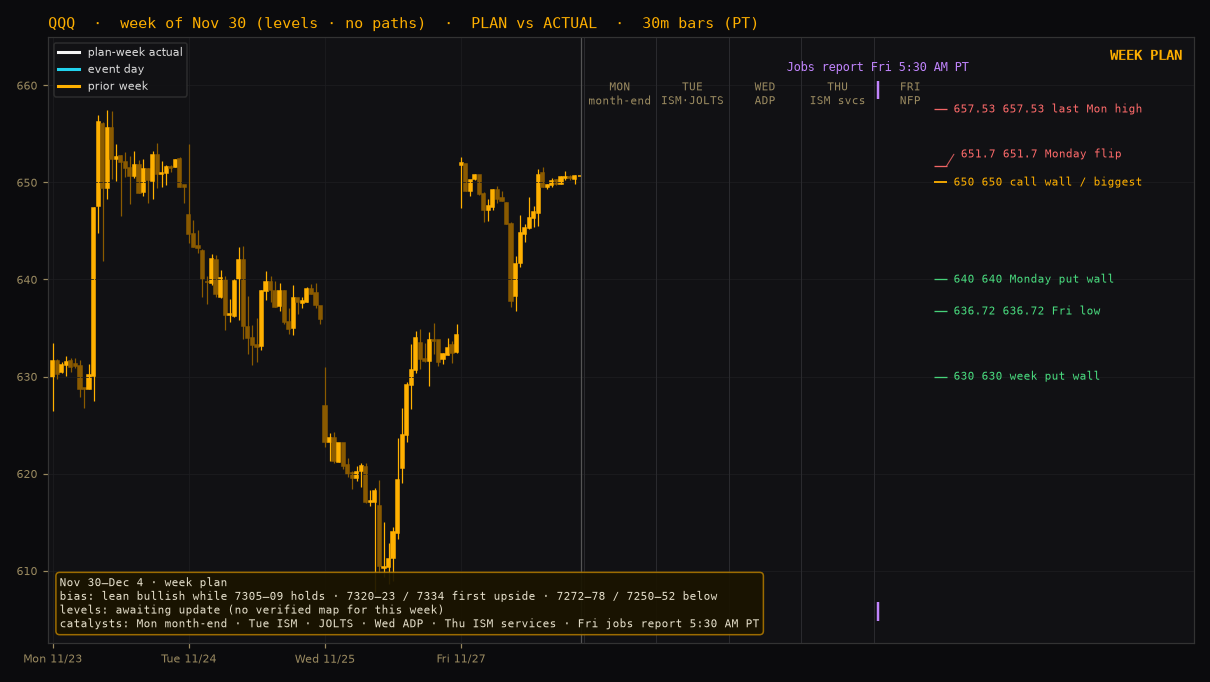 QQQ · week of Nov 30 (levels · no paths) · PLAN vs ACTUAL · 30m bars (PT)
plan-week actual
event day
prior week
WEEK PLAN
Jobs report Fri 5:30 AM PT
MON
month-end
TUE
ISM·JOLTS
WED
ADP
THU
ISM svcs
FRI
NFP
660
650
640
630
620
610
657.53 657.53 last Mon high
651.7 651.7 Monday flip
650 650 call wall / biggest
640 640 Monday put wall
636.72 636.72 Fri low
630 630 week put wall
Nov 30–Dec 4 · week plan
bias: lean bullish while 7305–09 holds · 7320–23 / 7334 first upside · 7272–78 / 7250–52 below
levels: awaiting update (no verified map for this week)
catalysts: Mon month-end · Tue ISM · JOLTS · Wed ADP · Thu ISM services · Fri jobs report 5:30 AM PT
Mon 11/23
Tue 11/24
Wed 11/25
Fri 11/27